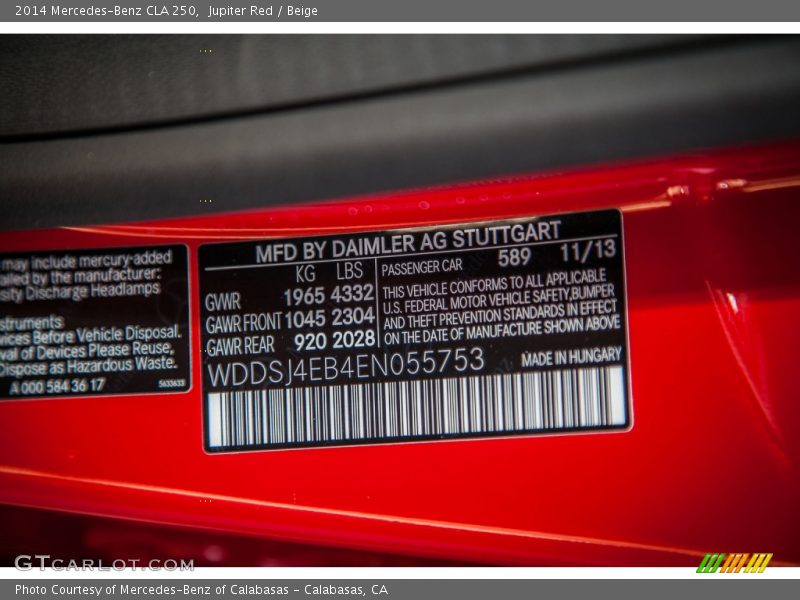 2014 Mercedes-Benz CLA 250,  Jupiter Red / Beige
may include mercury-added
alled by the manufacturer:
sity Discharge Headlamps
struments
vices Before Vehicle Disposal.
val of Devices Please Reuse,
Dispose as Hazardous Waste.
A 000 584 36 17
5633633
MFD BY DAIMLER AG STUTTGART
KG LBS
GVWR 1965 4332
GAWR FRONT 1045 2304
GAWR REAR 920 2028
PASSENGER CAR 589 11/13
THIS VEHICLE CONFORMS TO ALL APPLICABLE
U.S. FEDERAL MOTOR VEHICLE SAFETY,BUMPER
AND THEFT PREVENTION STANDARDS IN EFFECT
ON THE DATE OF MANUFACTURE SHOWN ABOVE
WDDSJ4EB4EN055753
MADE IN HUNGARY
GTCARLOT.COM
Photo Courtesy of Mercedes-Benz of Calabasas - Calabasas, CA